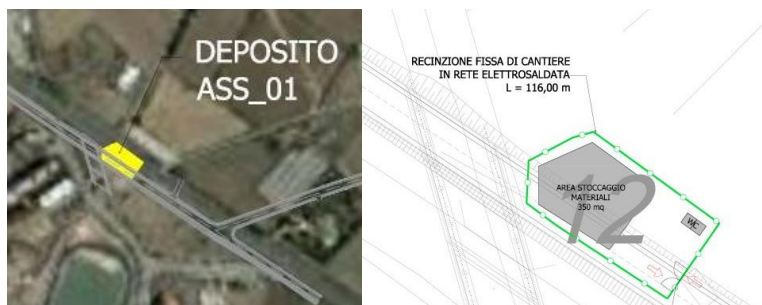 DEPOSITO
ASS_01
RECINZIONE FISSA DI CANTIERE
IN RETE ELETTROSALDATA
L = 116,00 m
AREA STOCCAGGIO
MATERIALI
350 mq
12
WC